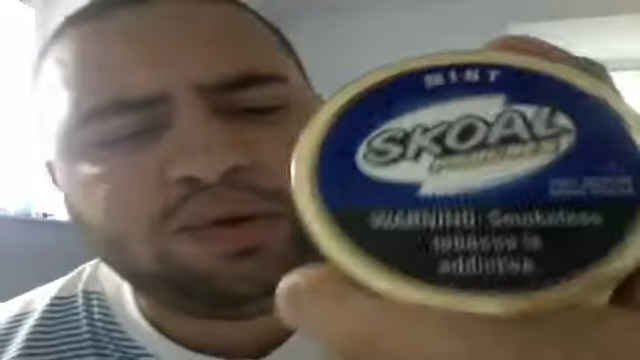 MINT
SKOAL
WARNING: Smokeless
tobacco is
addictive.